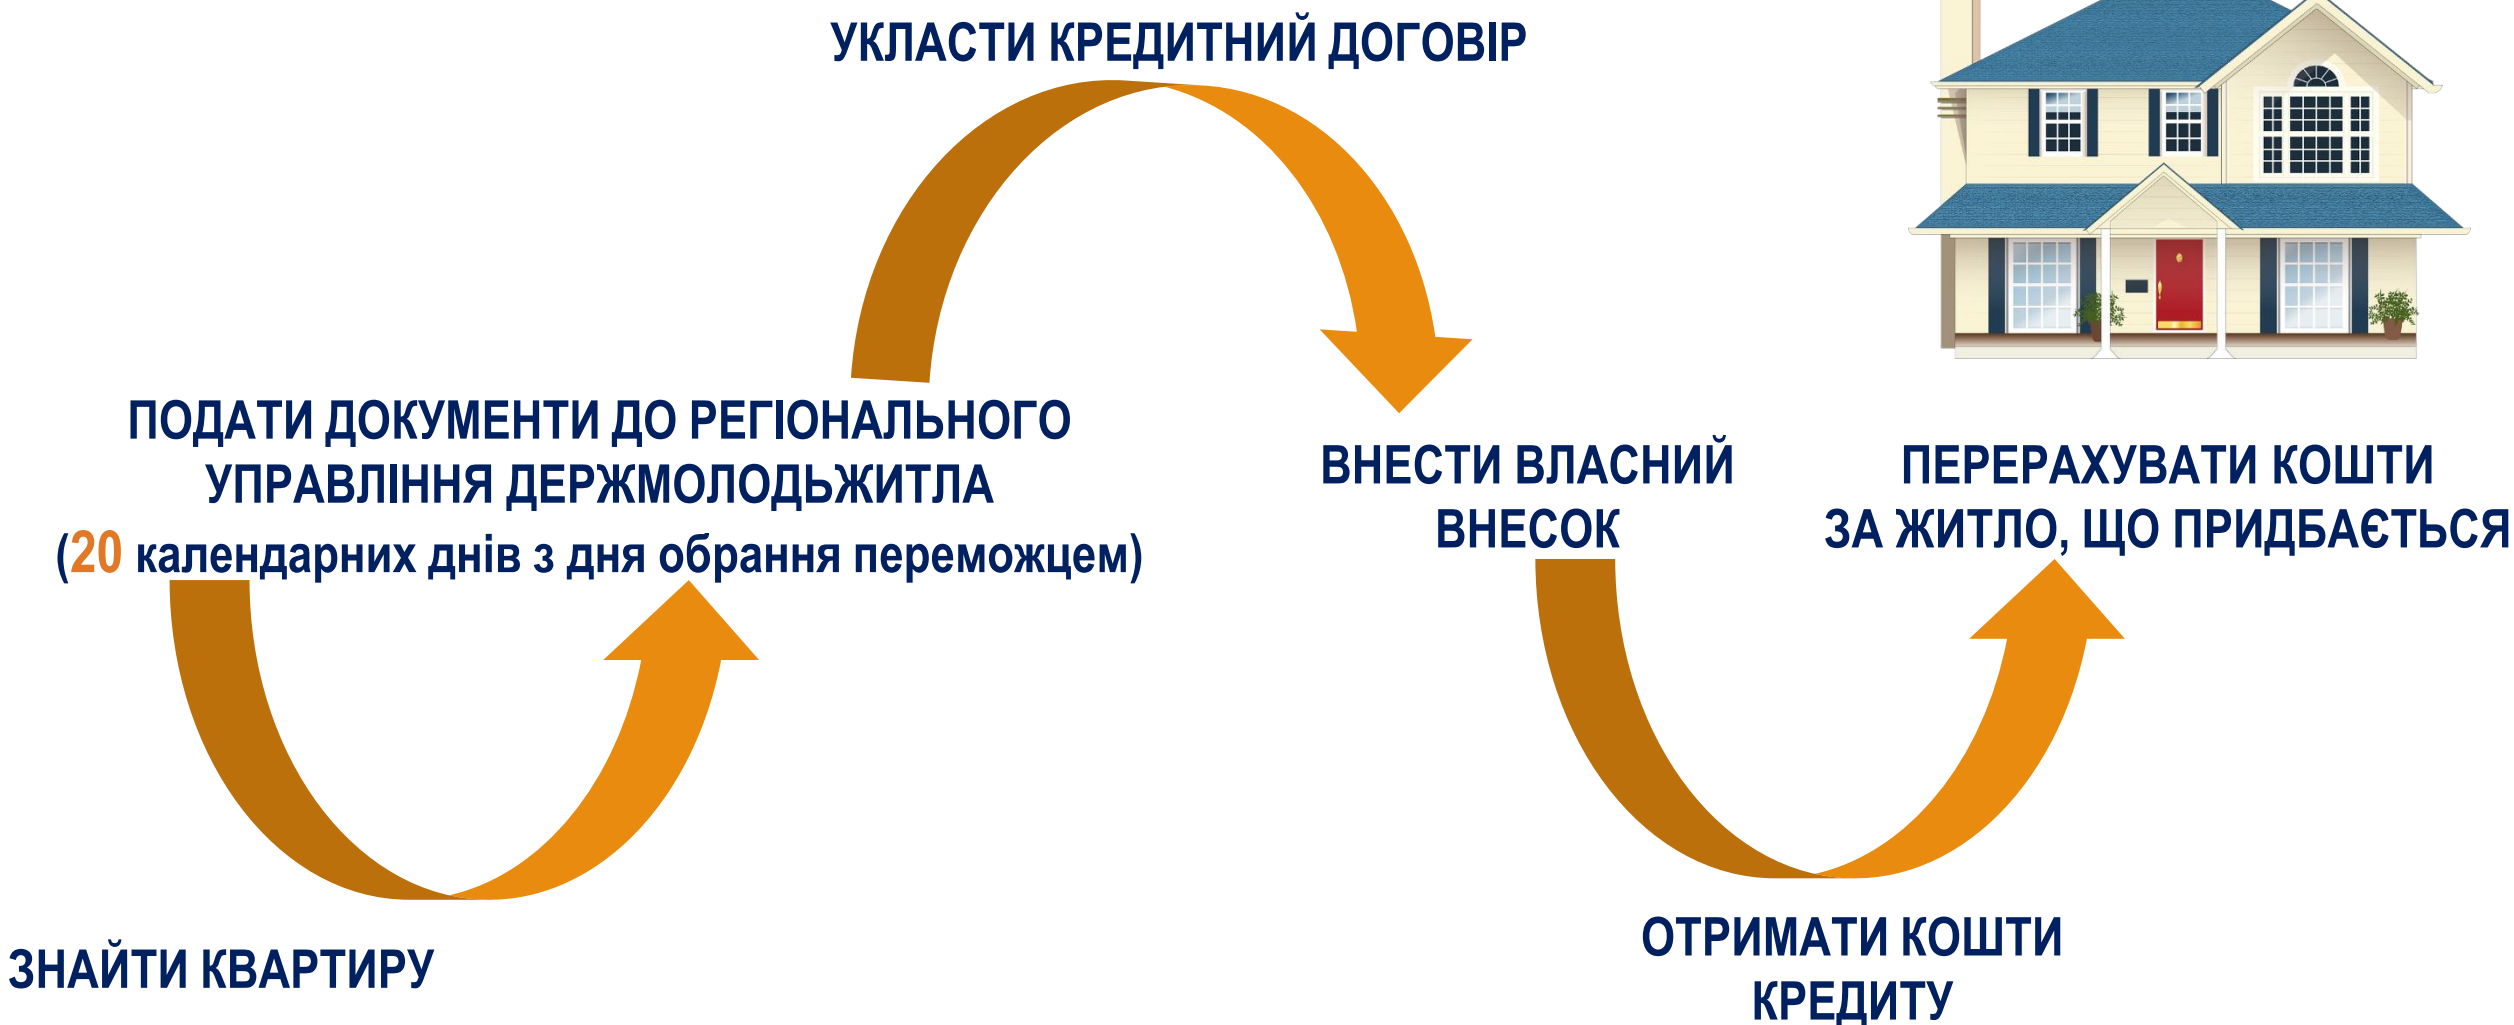 УКЛАСТИ КРЕДИТНИЙ ДОГОВІР
ПОДАТИ ДОКУМЕНТИ ДО РЕГІОНАЛЬНОГО
УПРАВЛІННЯ ДЕРЖМОЛОДЬЖИТЛА
(20 календарних днів з дня обрання переможцем)
ЗНАЙТИ КВАРТИРУ
ВНЕСТИ ВЛАСНИЙ
ВНЕСОК
ПЕРЕРАХУВАТИ КОШТИ
ЗА ЖИТЛО, ЩО ПРИДБАЄТЬСЯ
ОТРИМАТИ КОШТИ
КРЕДИТУ